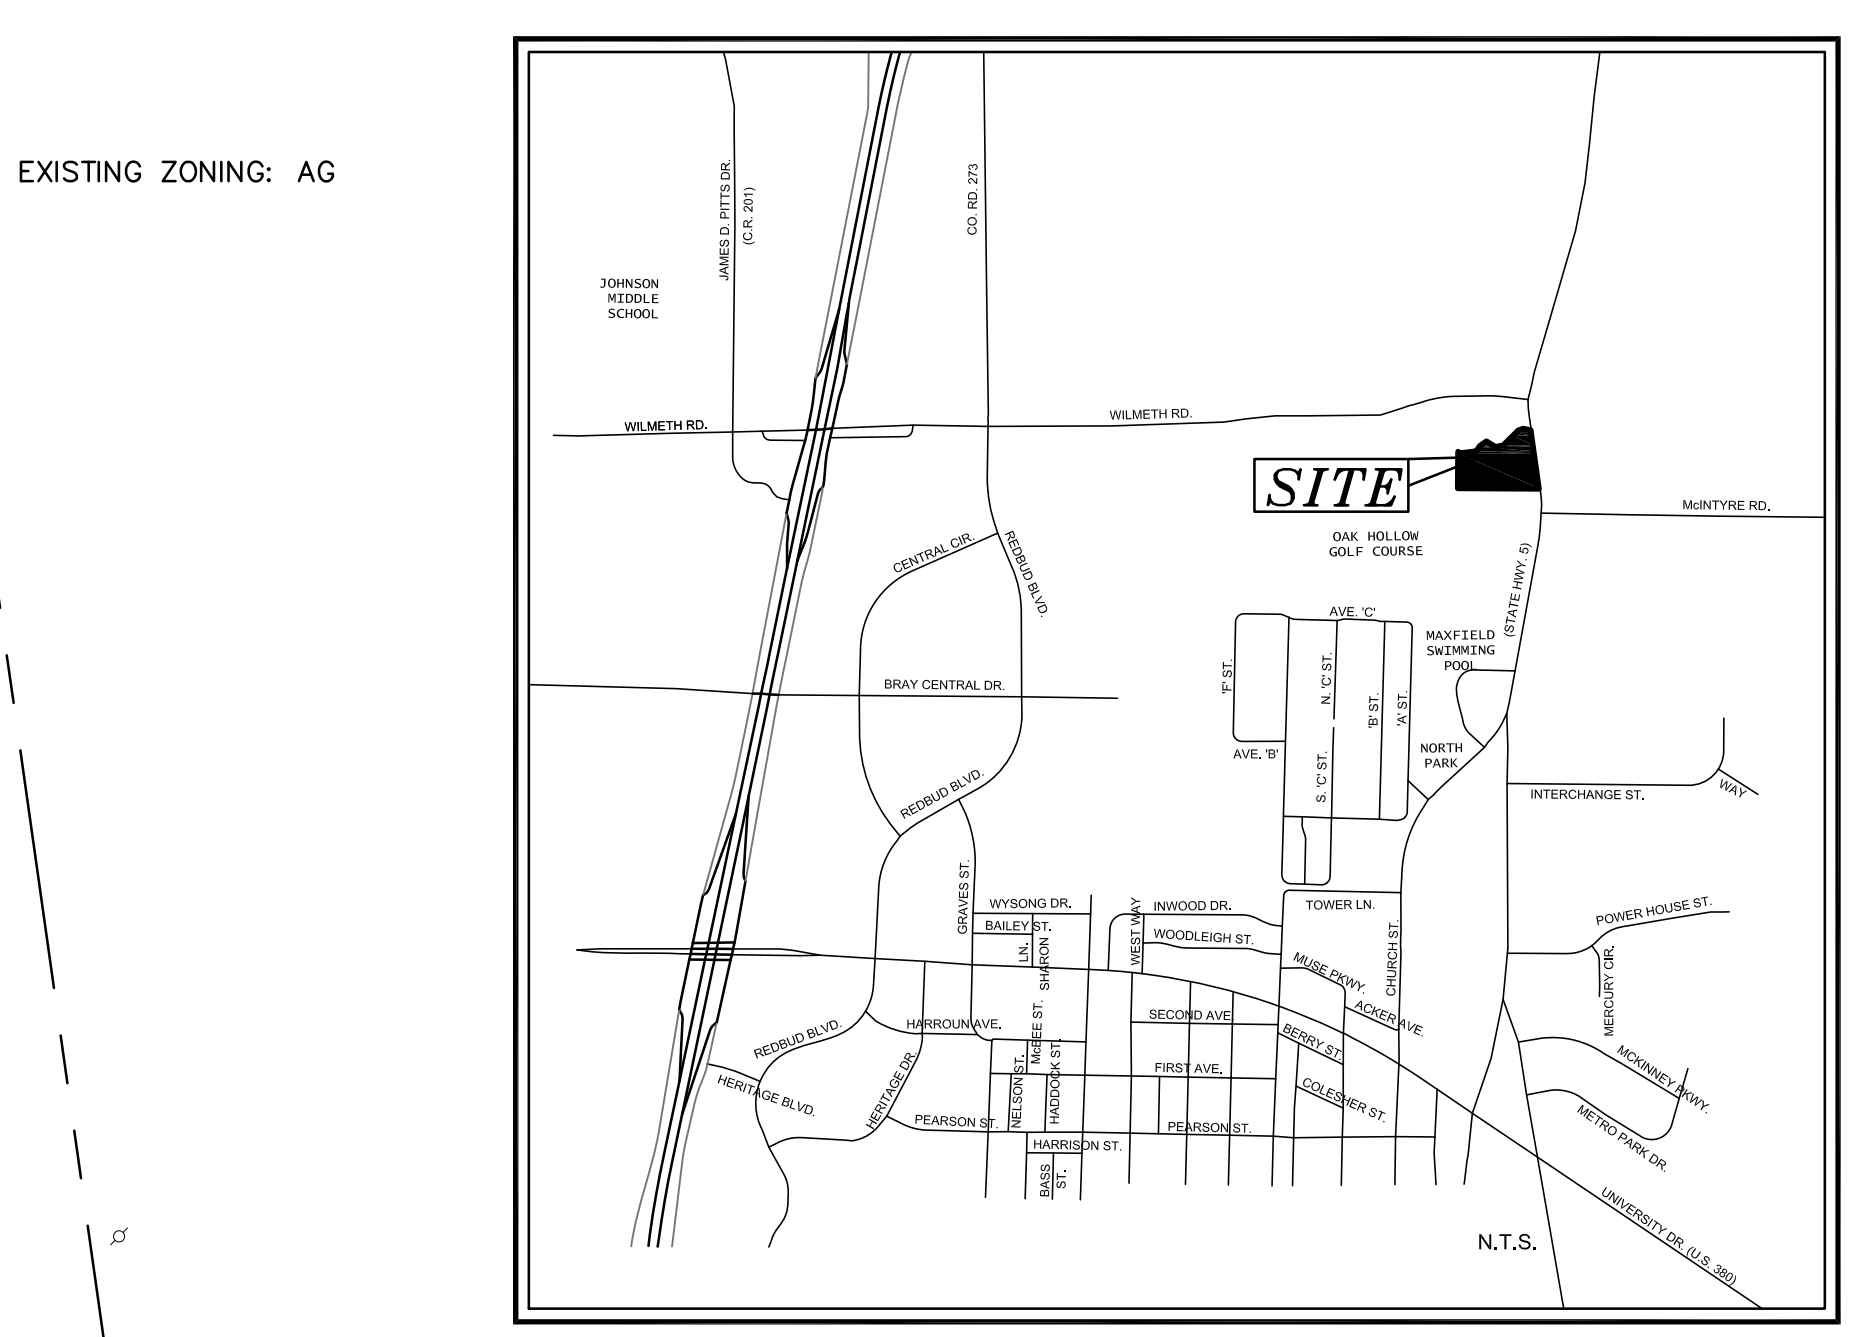 EXISTING ZONING: AG
JAMES D. PITTS DR.
(C.R. 201)
CO. RD. 273
JOHNSON
MIDDLE
SCHOOL
WILMETH RD.
WILMETH RD.
SITE
McINTYRE RD.
OAK HOLLOW
GOLF COURSE
CENTRAL CIR.
REDBUD BLVD.
(STATE HWY. 5)
AVE. 'C'
MAXFIELD
SWIMMING
POOL
'F' ST.
N. 'C' ST.
'B' ST.
'A' ST.
BRAY CENTRAL DR.
AVE. 'B'
S. 'C' ST.
NORTH
PARK
REDBUD BLVD.
INTERCHANGE ST.
WAY
GRAVES ST.
WYSONG DR.
BAILEY ST.
LN.
SHARON
WEST WAY
INWOOD DR.
WOODLEIGH ST.
TOWER LN.
CHURCH ST.
POWER HOUSE ST.
MERCURY CIR.
MUSE PKWY.
ACKER AVE.
REDBUD BLVD.
HARROUN AVE.
McBEE ST.
SECOND AVE.
BERRY ST.
HERITAGE BLVD.
HERITAGE DR.
NELSON ST.
HADDOCK ST.
FIRST AVE.
COLESHER ST.
MCKINNEY PKWY.
METRO PARK DR.
PEARSON ST.
PEARSON ST.
HARRISON ST.
BASS
ST.
UNIVERSITY DR. (U.S. 380)
N.T.S.